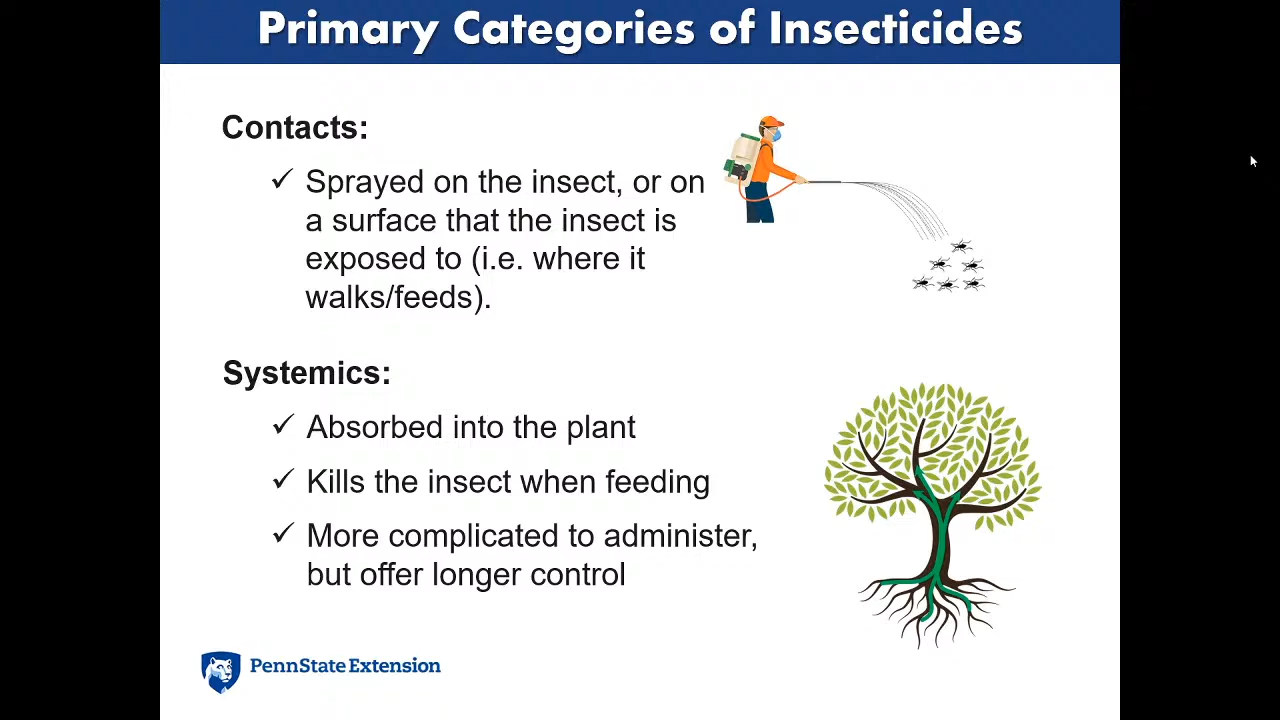 Primary Categories of Insecticides
Contacts:
✓ Sprayed on the insect, or on
a surface that the insect is
exposed to (i.e. where it
walks/feeds).
Systemics:
✓ Absorbed into the plant
✓ Kills the insect when feeding
✓ More complicated to administer,
but offer longer control
PennState Extension